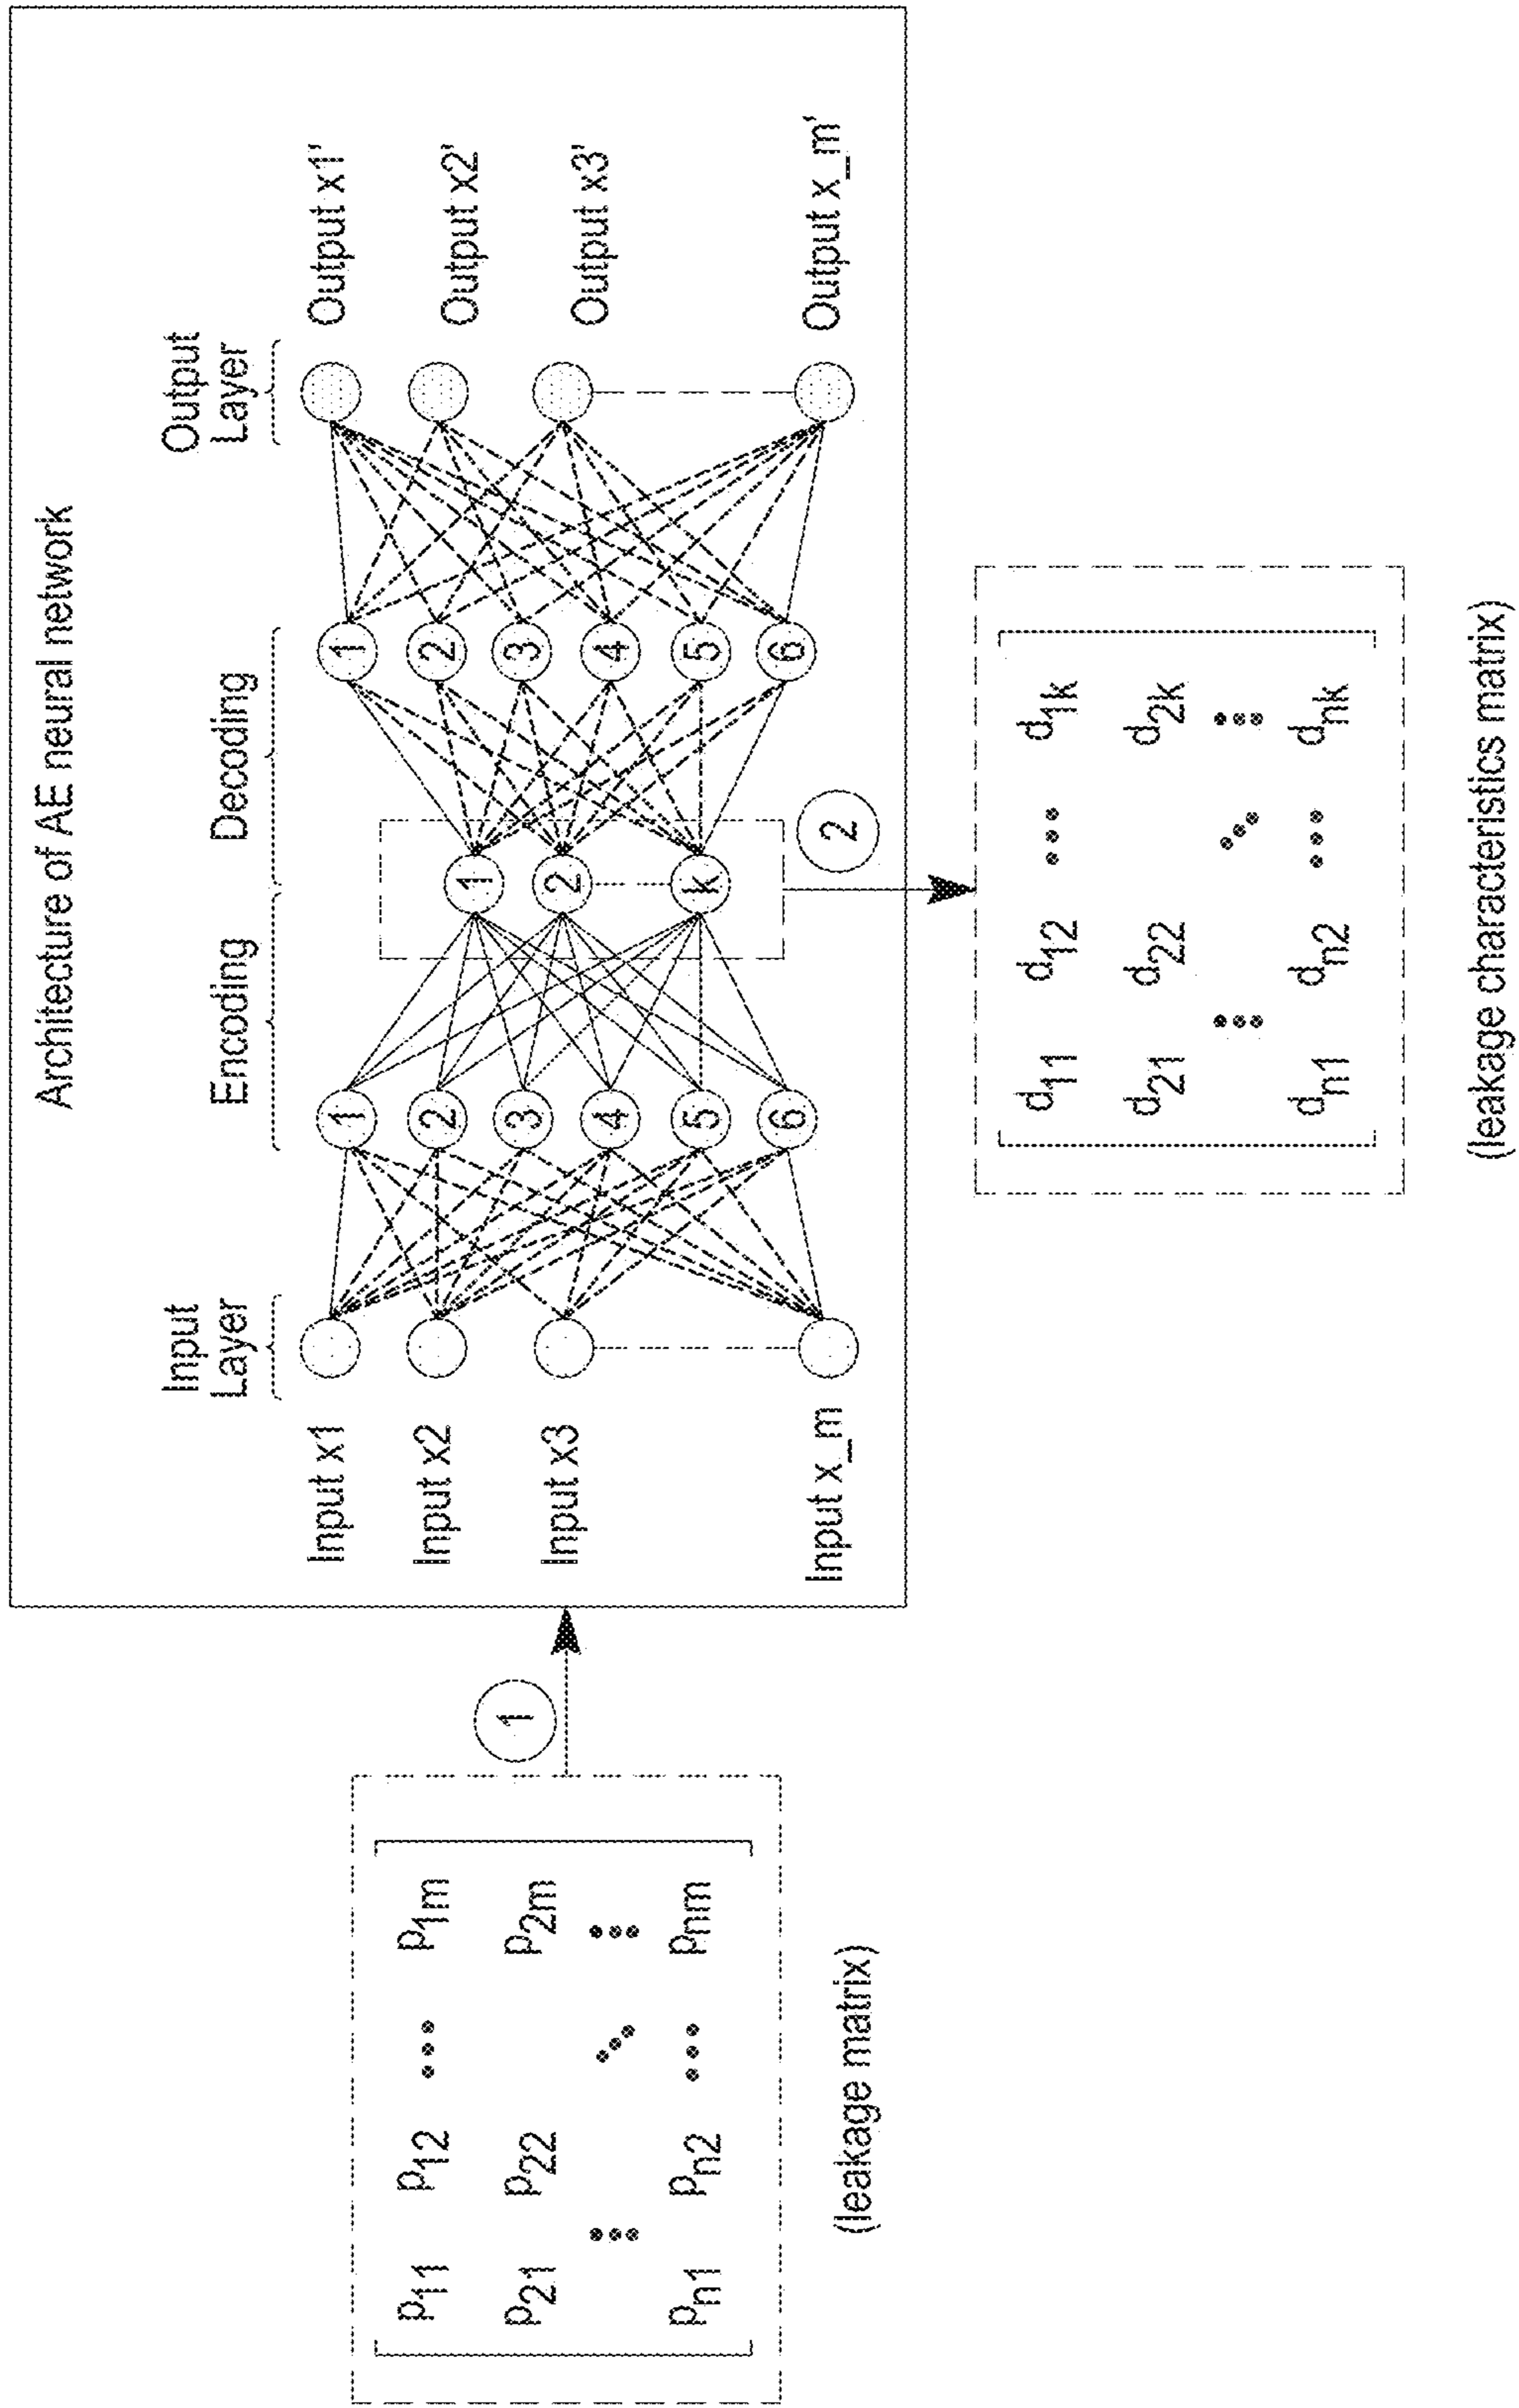 Architecture of AE neural network
Input
Layer
Encoding
Decoding
Output
Layer
Input x1
Input x2
Input x3
Input x_m
1
2
3
4
5
6
1
2
k
1
2
3
4
5
6
Output x1'
Output x2'
Output x3'
Output x_m'
1
2
p11 p12 ... p1m
p21 p22 p2m
pn1 pn2 ... pnm
(leakage matrix)
d11 d12 ... d1k
d21 d22 d2k
dn1 dn2 ... dnk
(leakage characteristics matrix)